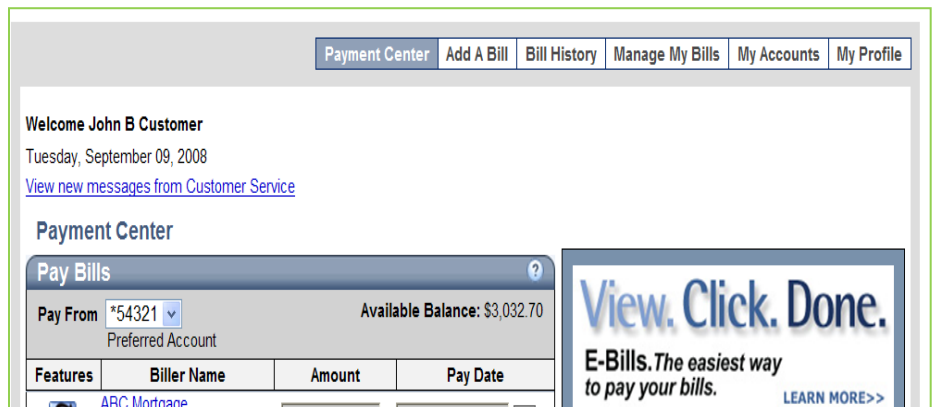 Payment Center Add A Bill Bill History Manage My Bills My Accounts My Profile
Welcome John B Customer
Tuesday, September 09, 2008
View new messages from Customer Service
Payment Center
Pay Bills ?
Pay From *54321 Available Balance: $3,032.70
Preferred Account
Features Biller Name Amount Pay Date
ABC Mortgage
View. Click. Done.
E-Bills. The easiest way
to pay your bills.
LEARN MORE>>